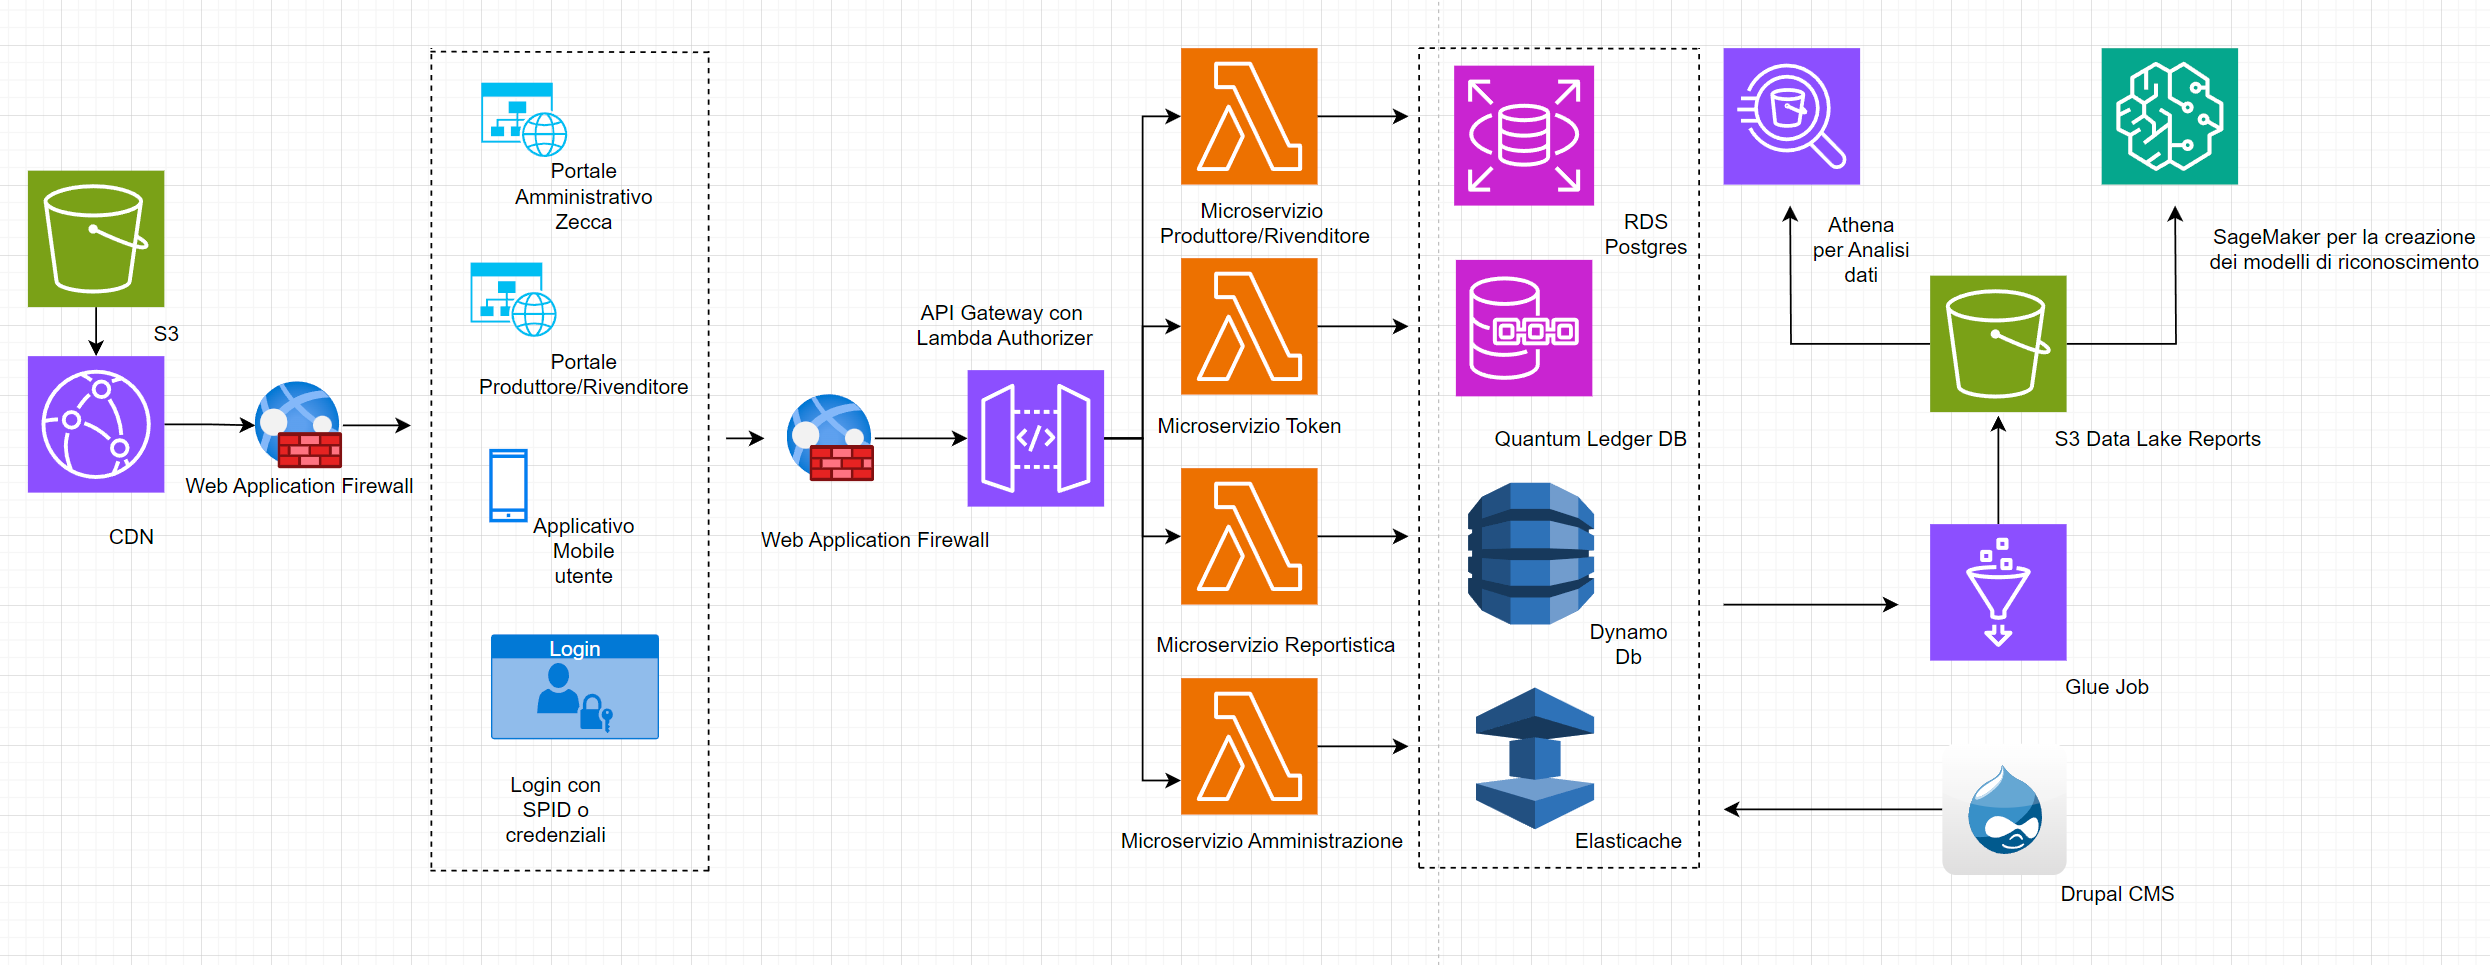 S3
CDN
Web Application Firewall
Portale
Amministrativo
Zecca
Portale
Produttore/Rivenditore
Applicativo
Mobile
utente
Login
Login con
SPID o
credenziali
Web Application Firewall
API Gateway con
Lambda Authorizer
Microservizio
Produttore/Rivenditore
Microservizio Token
Microservizio Reportistica
Microservizio Amministrazione
RDS
Postgres
Quantum Ledger DB
Dynamo
Db
Elasticache
Athena
per Analisi
dati
SageMaker per la creazione
dei modelli di riconoscimento
S3 Data Lake Reports
Glue Job
Drupal CMS